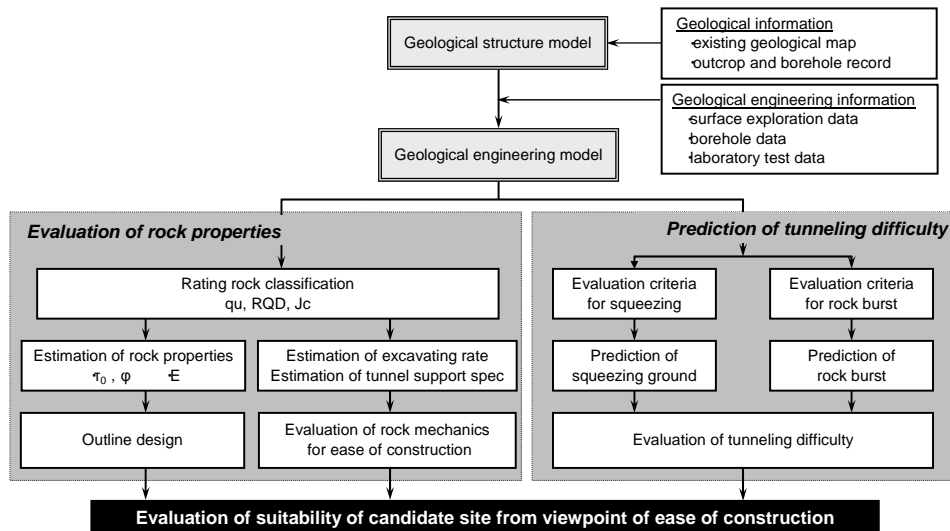 Geological structure model
Geological information
·existing geological map
·outcrop and borehole record
Geological engineering information
·surface exploration data
·borehole data
·laboratory test data
Geological engineering model
Evaluation of rock properties
Rating rock classification
qu, RQD, Jc
Estimation of rock properties
·τ0 , φ ·E
Outline design
Estimation of excavating rate
Estimation of tunnel support spec
Evaluation of rock mechanics
for ease of construction
Prediction of tunneling difficulty
Evaluation criteria
for squeezing
Evaluation criteria
for rock burst
Prediction of
squeezing ground
Prediction of
rock burst
Evaluation of tunneling difficulty
Evaluation of suitability of candidate site from viewpoint of ease of construction